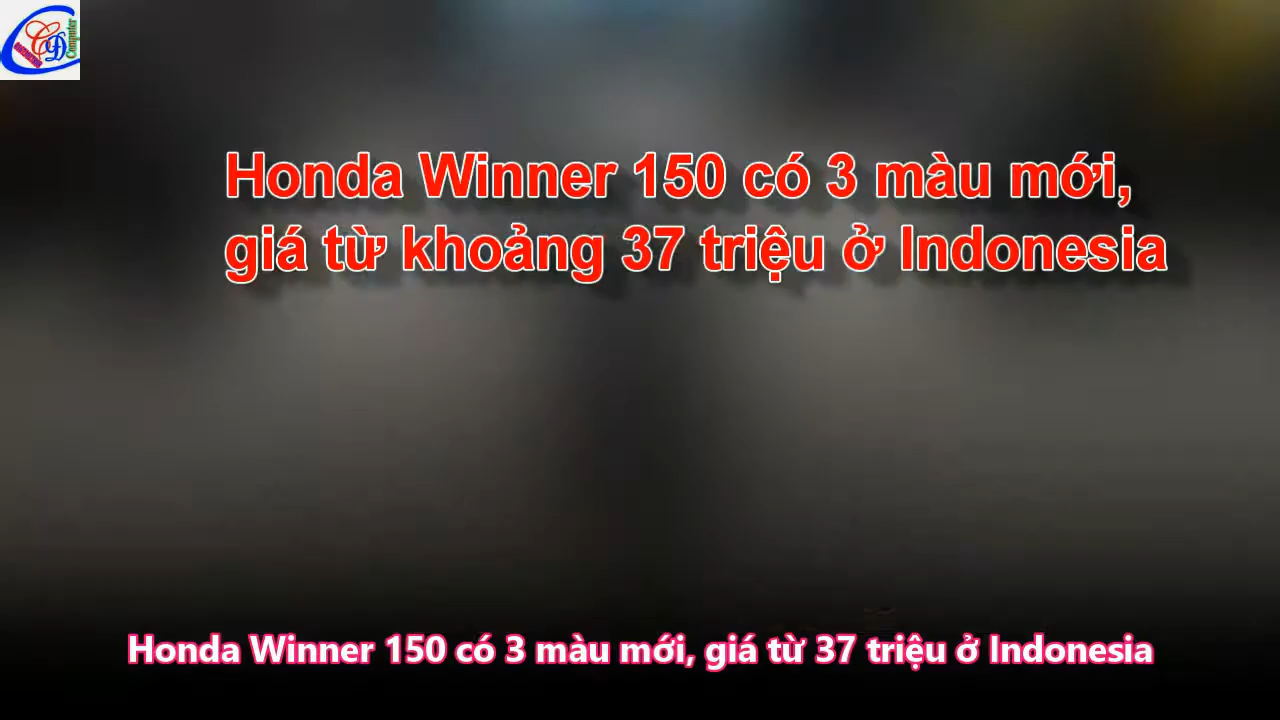 Computer
Honda Winner 150 có 3 màu mới,
giá từ khoảng 37 triệu ở Indonesia
Honda Winner 150 có 3 màu mới, giá từ 37 triệu ở Indonesia